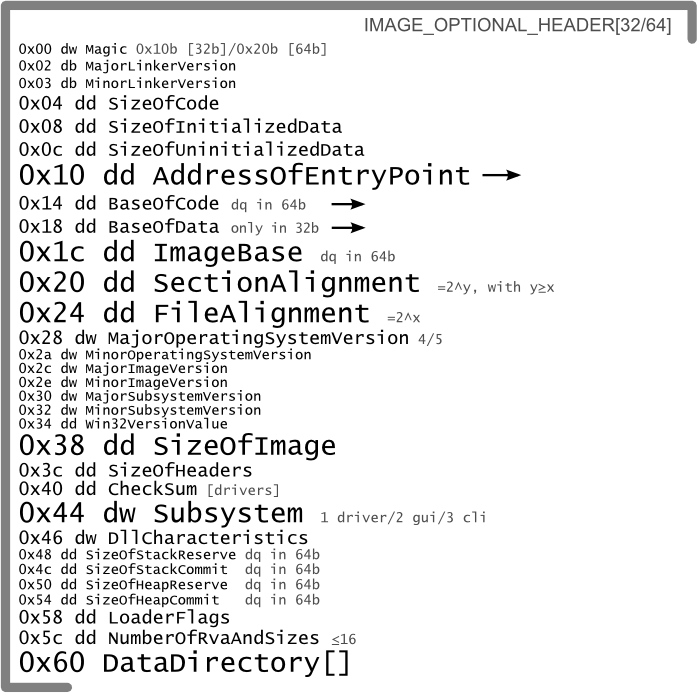 IMAGE_OPTIONAL_HEADER[32/64]
0x00 dw Magic 0x10b [32b]/0x20b [64b]
0x02 db MajorLinkerVersion
0x03 db MinorLinkerVersion
0x04 dd SizeOfCode
0x08 dd SizeOfInitializedData
0x0c dd SizeOfUninitializedData
0x10 dd AddressOfEntryPoint →
0x14 dd BaseOfCode dq in 64b →
0x18 dd BaseOfData only in 32b →
0x1c dd ImageBase dq in 64b
0x20 dd SectionAlignment =2^y, with y≥x
0x24 dd FileAlignment =2^x
0x28 dw MajorOperatingSystemVersion 4/5
0x2a dw MinorOperatingSystemVersion
0x2c dw MajorImageVersion
0x2e dw MinorImageVersion
0x30 dw MajorSubsystemVersion
0x32 dw MinorSubsystemVersion
0x34 dd Win32VersionValue
0x38 dd SizeOfImage
0x3c dd SizeOfHeaders
0x40 dd CheckSum [drivers]
0x44 dw Subsystem 1 driver/2 gui/3 cli
0x46 dw DllCharacteristics
0x48 dd SizeOfStackReserve dq in 64b
0x4c dd SizeOfStackCommit dq in 64b
0x50 dd SizeOfHeapReserve dq in 64b
0x54 dd SizeOfHeapCommit dq in 64b
0x58 dd LoaderFlags
0x5c dd NumberOfRvaAndSizes ≤16
0x60 DataDirectory[]